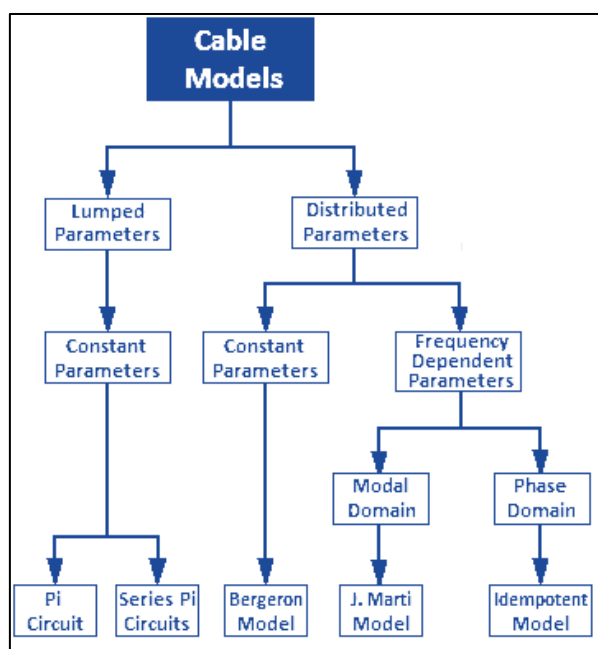 Cable
Models
Lumped
Parameters
Distributed
Parameters
Constant
Parameters
Constant
Parameters
Frequency
Dependent
Parameters
Modal
Domain
Phase
Domain
Pi
Circuit
Series Pi
Circuits
Bergeron
Model
J. Marti
Model
Idempotent
Model